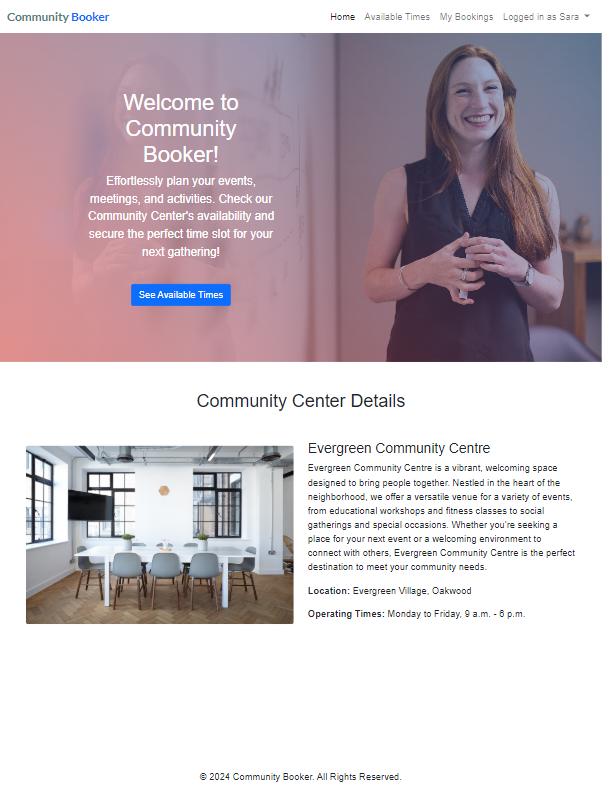 Community Booker
Home Available Times My Bookings Logged in as Sara
Welcome to
Community
Booker!
Effortlessly plan your events,
meetings, and activities. Check our
Community Center's availability and
secure the perfect time slot for your
next gathering!
See Available Times
Community Center Details
Evergreen Community Centre
Evergreen Community Centre is a vibrant, welcoming space
designed to bring people together. Nestled in the heart of the
neighborhood, we offer a versatile venue for a variety of events,
from educational workshops and fitness classes to social
gatherings and special occasions. Whether you're seeking a
place for your next event or a welcoming environment to
connect with others, Evergreen Community Centre is the perfect
destination to meet your community needs.
Location: Evergreen Village, Oakwood
Operating Times: Monday to Friday, 9 a.m. - 6 p.m.
© 2024 Community Booker. All Rights Reserved.